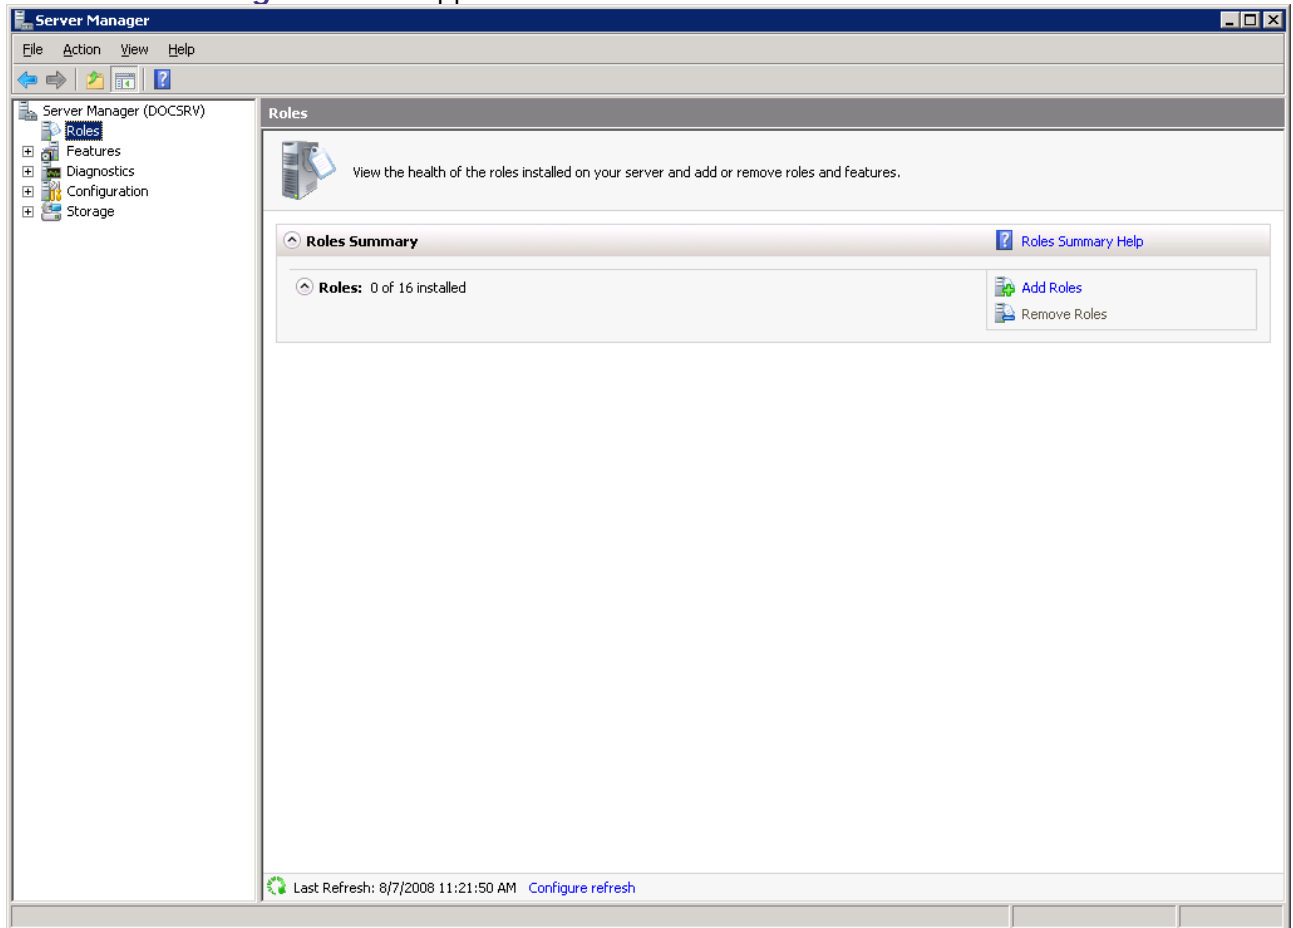 Server Manager
File Action View Help
Server Manager (DOCSRV)
Roles
Features
Diagnostics
Configuration
Storage
Roles
View the health of the roles installed on your server and add or remove roles and features.
Roles Summary
Roles Summary Help
Roles: 0 of 16 installed
Add Roles
Remove Roles
Last Refresh: 8/7/2008 11:21:50 AM Configure refresh